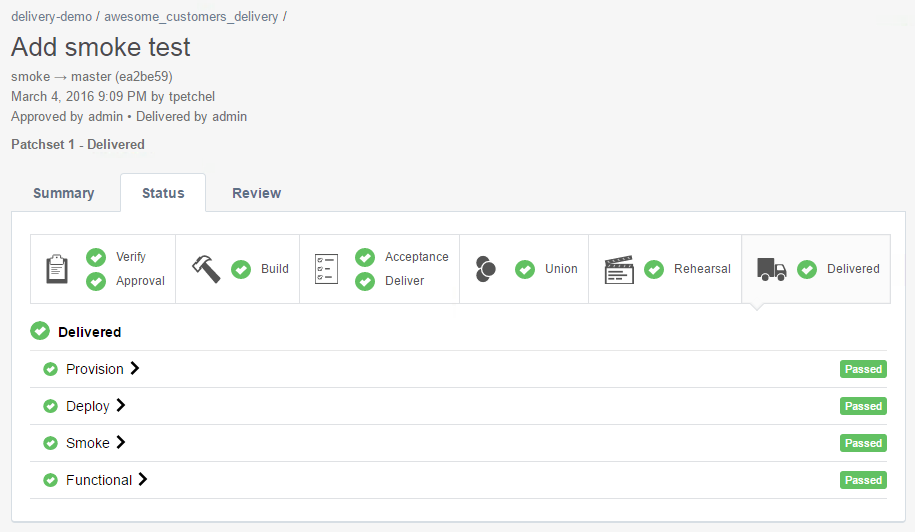 delivery-demo / awesome_customers_delivery /
Add smoke test
smoke → master (ea2be59)
March 4, 2016 9:09 PM by tpetchel
Approved by admin • Delivered by admin
Patchset 1 - Delivered
Summary
Status
Review
Verify
Approval
Build
Acceptance
Deliver
Union
Rehearsal
Delivered
Delivered
Provision Passed
Deploy Passed
Smoke Passed
Functional Passed